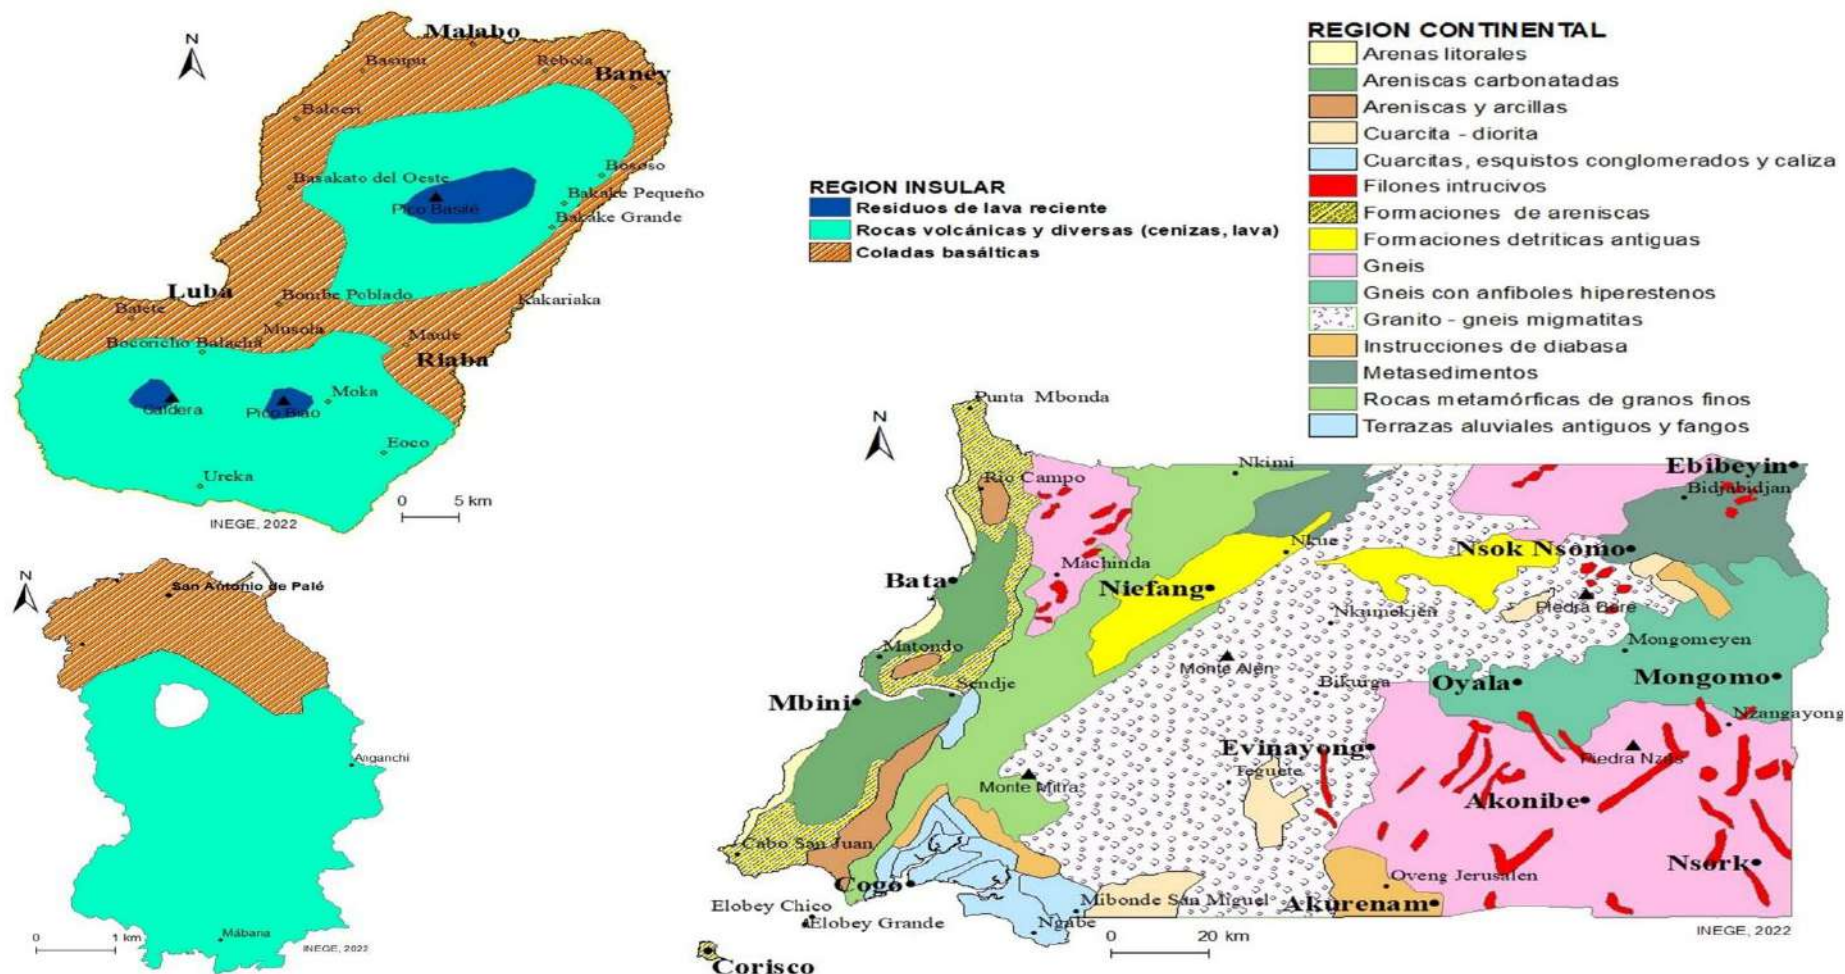 N
Malabo
Basupu
Rebola
Baney
Baloeri
Basakato del Oeste
Pico Basilé
Bososo
Bakake Pequeño
Bakake Grande
Luba
Batete
Bombe Poblado
Kakariaka
Musola
Maule
Bocoricho Balachá
Riaba
Caldera
Pico Biao
Moka
Eoco
Ureka
0 5 km
INEGE, 2022
REGION INSULAR
Residuos de lava reciente
Rocas volcánicas y diversas (cenizas, lava)
Coladas basálticas
REGION CONTINENTAL
Arenas litorales
Areniscas carbonatadas
Areniscas y arcillas
Cuarcita - diorita
Cuarcitas, esquistos conglomerados y caliza
Filones intrucivos
Formaciones de areniscas
Formaciones detriticas antiguas
Gneis
Gneis con anfiboles hiperestenos
Granito - gneis migmatitas
Instrucciones de diabasa
Metasedimentos
Rocas metamórficas de granos finos
Terrazas aluviales antiguos y fangos
N
San Antonio de Palé
Anganchi
Mábana
0 1 km
INEGE, 2022
N
Punta Mbonda
Rio Campo
Nkimi
Ebibeyin
Bidjabidjan
Nkue
Nsok Nsomo
Bata
Machinda
Niefang
Piedra Bere
Nkumekien
Matondo
Mongomeyen
Monte Alen
Sendje
Bikurga
Oyala
Mongomo
Mbini
Nzangayong
Evinayong
Piedra Nzas
Teguete
Monte Mitra
Akonibe
Cabo San Juan
Nsork
Cogo
Oveng Jerusalen
Elobey Chico
Mibonde San Miguel
Akurenam
Elobey Grande
Ngabe
0 20 km
INEGE, 2022
Corisco